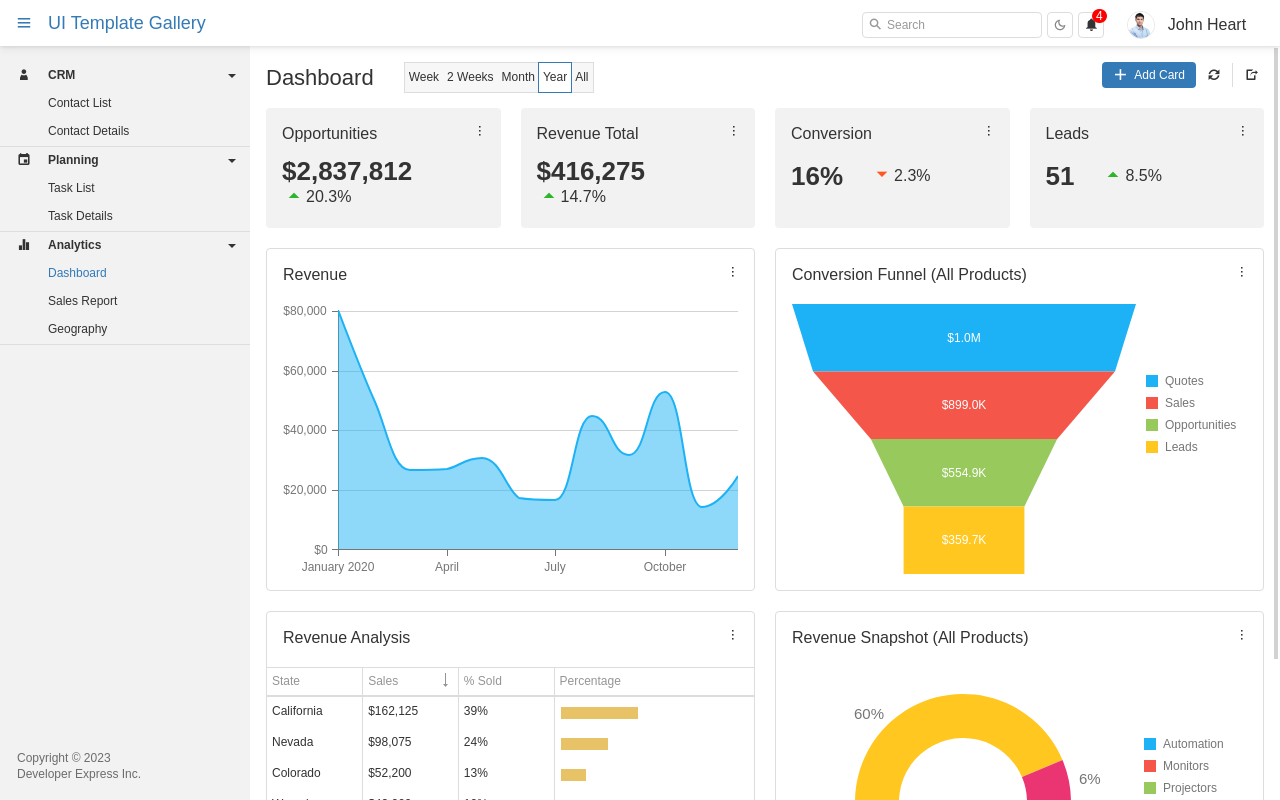 UI Template Gallery
Search
4
John Heart
CRM
Contact List
Contact Details
Planning
Task List
Task Details
Analytics
Dashboard
Sales Report
Geography
Copyright © 2023
Developer Express Inc.
Dashboard
Week 2 Weeks Month Year All
Add Card
Opportunities
$2,837,812
20.3%
Revenue Total
$416,275
14.7%
Conversion
16% 2.3%
Leads
51 8.5%
Revenue
$80,000
$60,000
$40,000
$20,000
$0
January 2020 April July October
Conversion Funnel (All Products)
$1.0M
$899.0K
$554.9K
$359.7K
Quotes
Sales
Opportunities
Leads
Revenue Analysis
State Sales % Sold Percentage
California $162,125 39%
Nevada $98,075 24%
Colorado $52,200 13%
Revenue Snapshot (All Products)
60%
6%
Automation
Monitors
Projectors